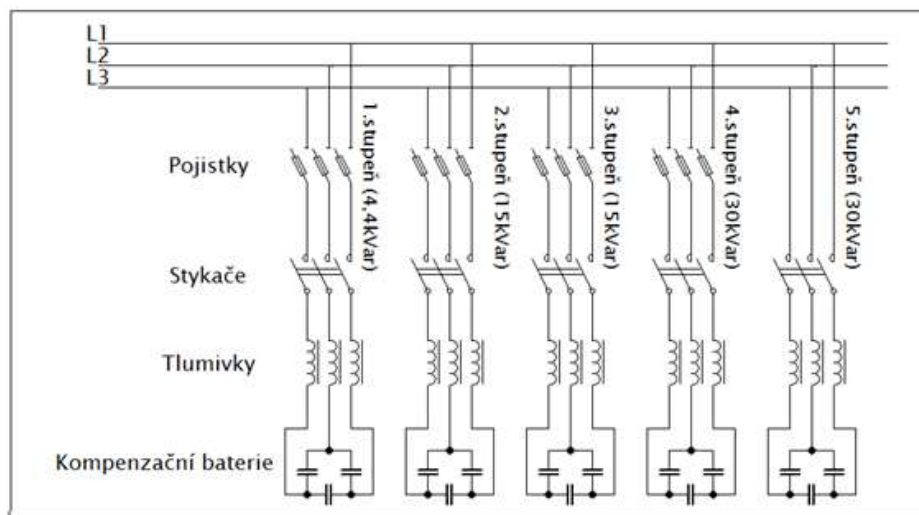 L1
L2
L3
1.stupeň (4,4kVar)
2.stupeň (15kVar)
3.stupeň (15kVar)
4.stupeň (30kVar)
5.stupeň (30kVar)
Pojistky
Stykače
Tlumivky
Kompenzační baterie